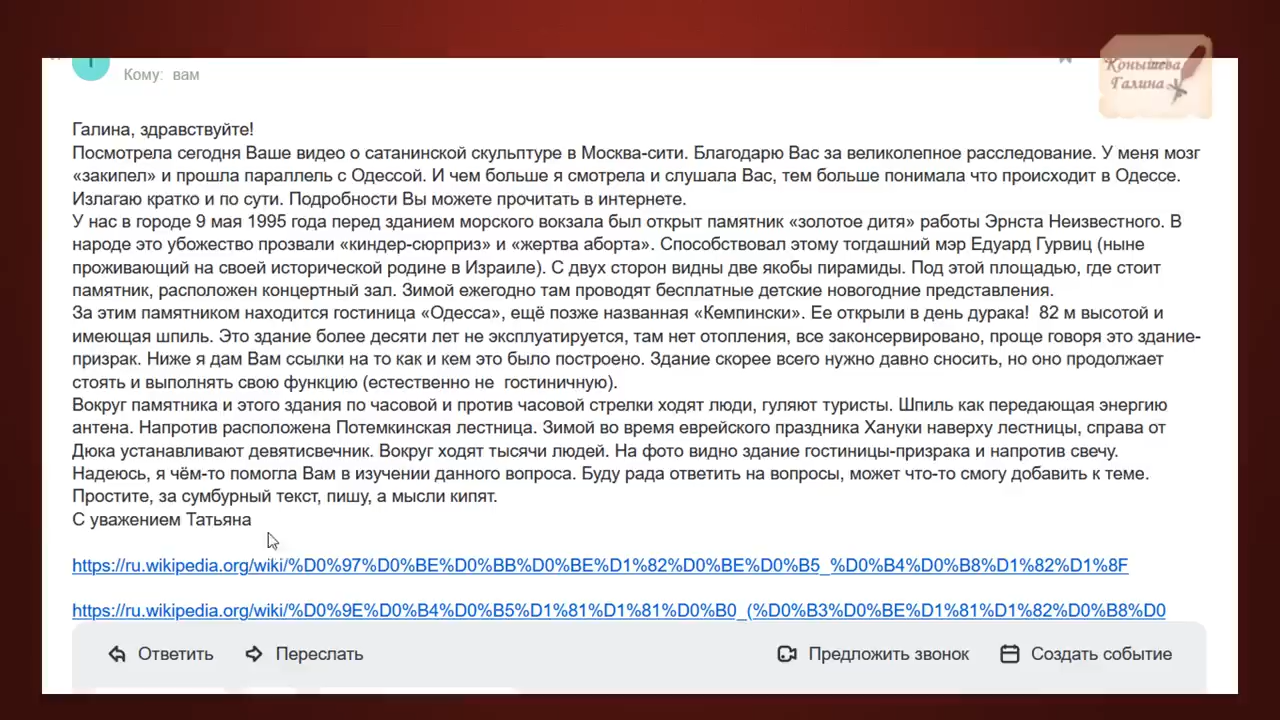 Кому: вам
Конышева
Галина
Галина, здравствуйте!
Посмотрела сегодня Ваше видео о сатанинской скульптуре в Москва-сити. Благодарю Вас за великолепное расследование. У меня мозг
«закипел» и прошла параллель с Одессой. И чем больше я смотрела и слушала Вас, тем больше понимала что происходит в Одессе.
Излагаю кратко и по сути. Подробности Вы можете прочитать в интернете.
У нас в городе 9 мая 1995 года перед зданием морского вокзала был открыт памятник «золотое дитя» работы Эрнста Неизвестного. В
народе это убожество прозвали «киндер-сюрприз» и «жертва аборта». Способствовал этому тогдашний мэр Едуард Гурвиц (ныне
проживающий на своей исторической родине в Израиле). С двух сторон видны две якобы пирамиды. Под этой площадью, где стоит
памятник, расположен концертный зал. Зимой ежегодно там проводят бесплатные детские новогодние представления.
За этим памятником находится гостиница «Одесса», ещё позже названная «Кемпински». Ее открыли в день дурака! 82 м высотой и
имеющая шпиль. Это здание более десяти лет не эксплуатируется, там нет отопления, все законсервировано, проще говоря это здание-
призрак. Ниже я дам Вам ссылки на то как и кем это было построено. Здание скорее всего нужно давно сносить, но оно продолжает
стоять и выполнять свою функцию (естественно не гостиничную).
Вокруг памятника и этого здания по часовой и против часовой стрелки ходят люди, гуляют туристы. Шпиль как передающая энергию
антена. Напротив расположена Потемкинская лестница. Зимой во время еврейского праздника Хануки наверху лестницы, справа от
Дюка устанавливают девятисвечник. Вокруг ходят тысячи людей. На фото видно здание гостиницы-призрака и напротив свечу.
Надеюсь, я чём-то помогла Вам в изучении данного вопроса. Буду рада ответить на вопросы, может что-то смогу добавить к теме.
Простите, за сумбурный текст, пишу, а мысли кипят.
С уважением Татьяна
https://ru.wikipedia.org/wiki/%D0%97%D0%BE%D0%BB%D0%BE%D1%82%D0%BE%D0%B5_%D0%B4%D0%B8%D1%82%D1%8F
https://ru.wikipedia.org/wiki/%D0%9E%D0%B4%D0%B5%D1%81%D1%81%D0%B0_(%D0%B3%D0%BE%D1%81%D1%82%D0%B8%D0
Ответить Переслать Предложить звонок Создать событие